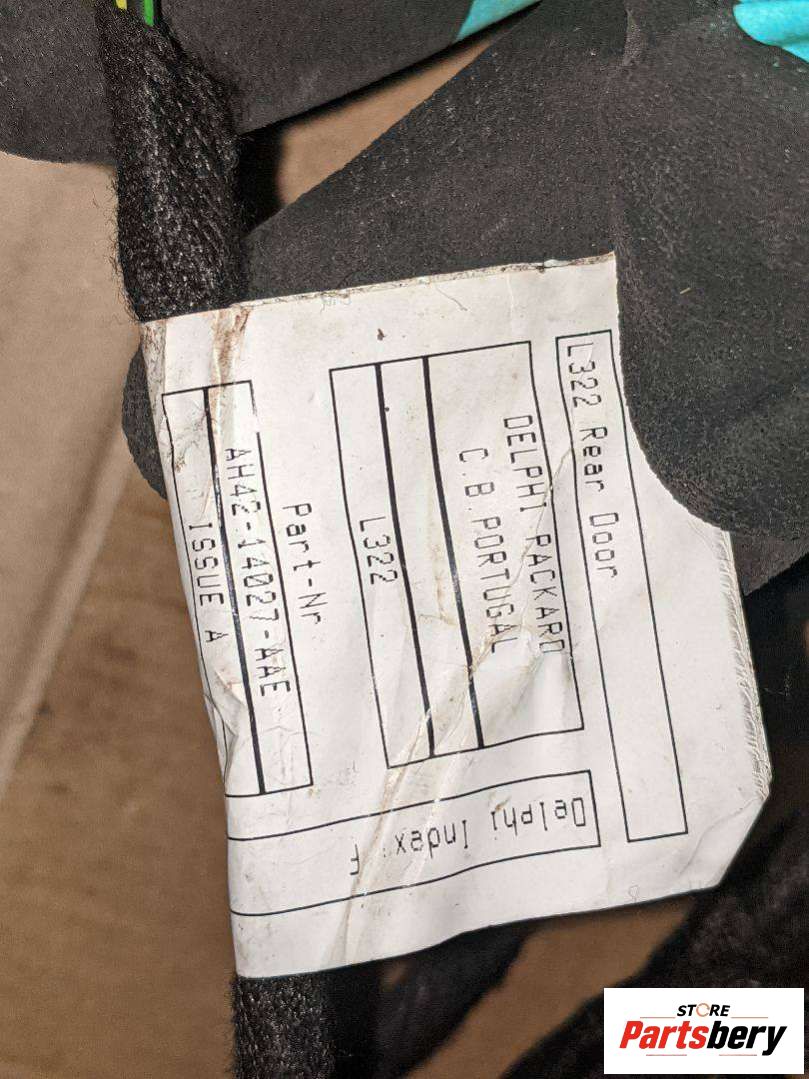 L322 Rear Door
DELPHI PACKARD
C.B.PORTUGAL
L322
Part-Nr
AH42-14027-AAE
ISSUE A
Delphi Index: F
STORE
Partsbery